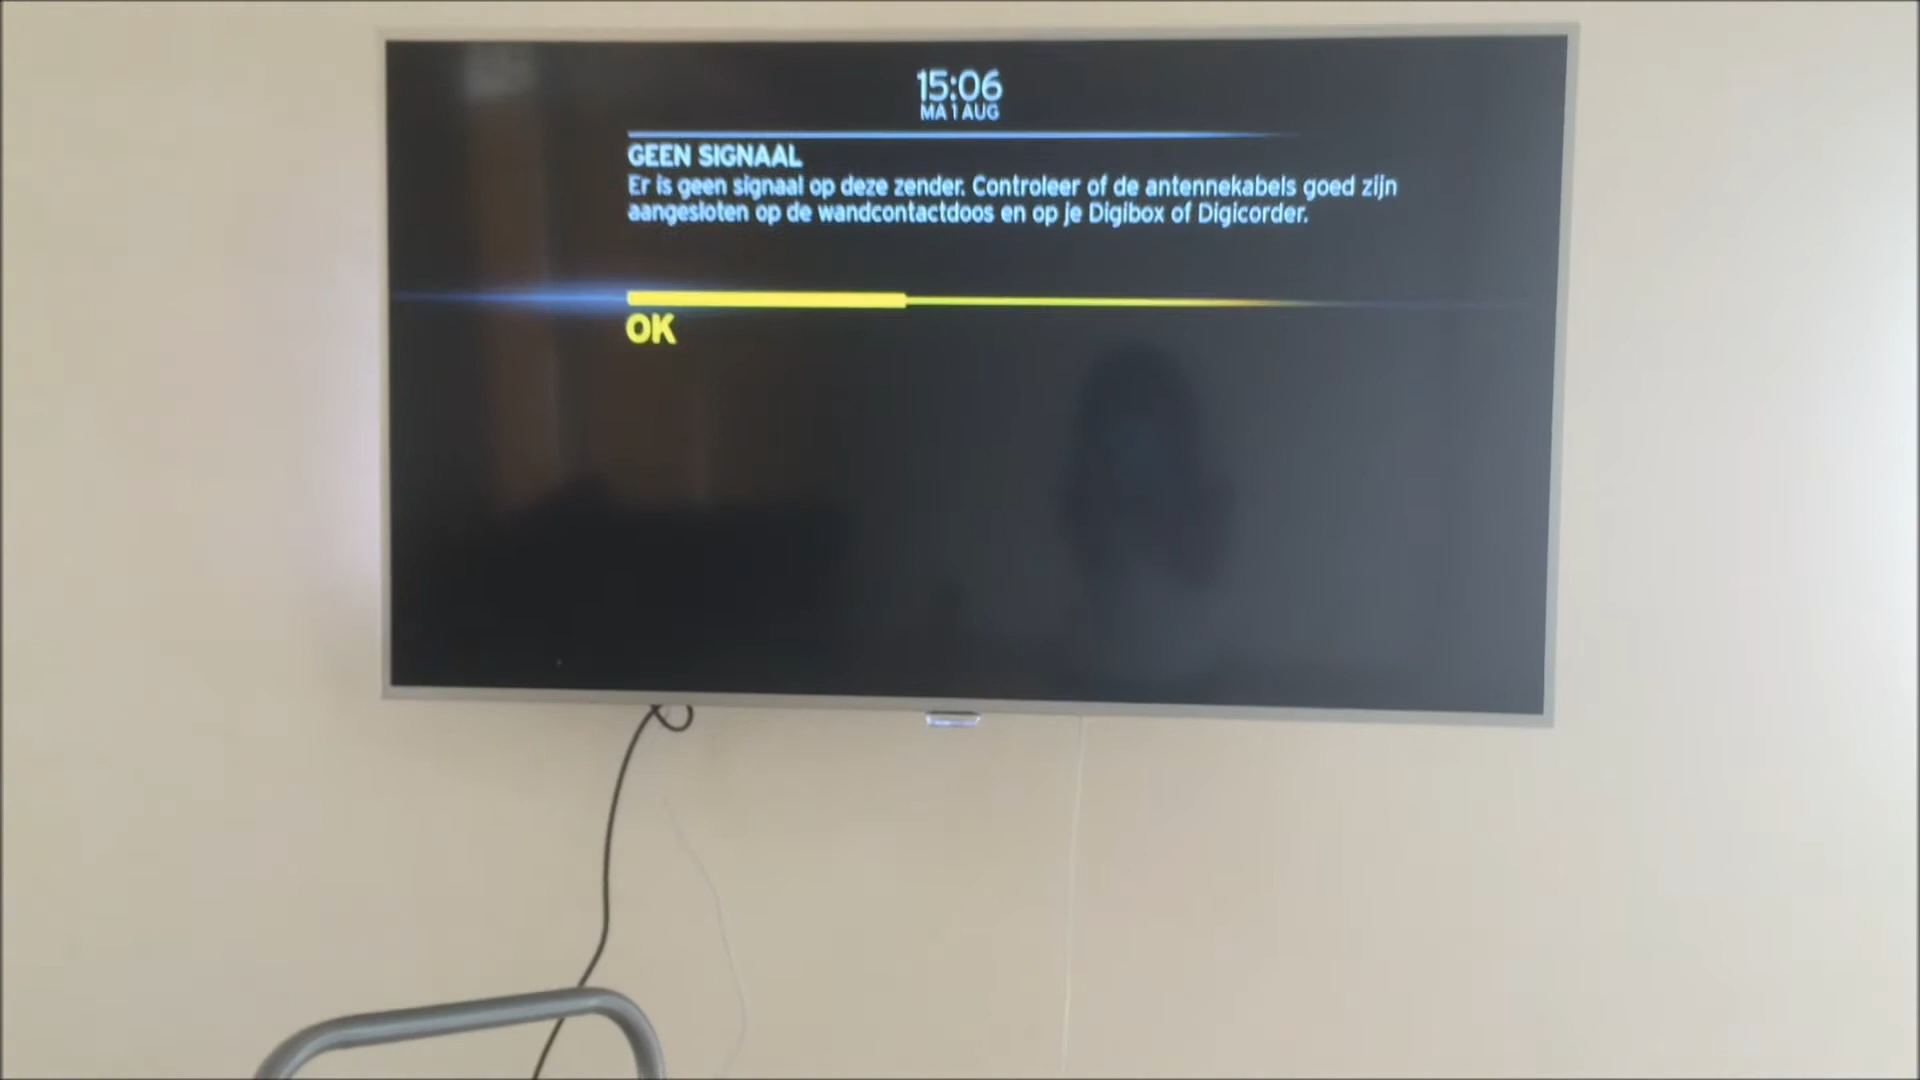 15:06
MA 1 AUG
GEEN SIGNAAL
Er is geen signaal op deze zender. Controleer of de antennekabels goed zijn
aangesloten op de wandcontactdoos en op je Digibox of Digicorder.
OK